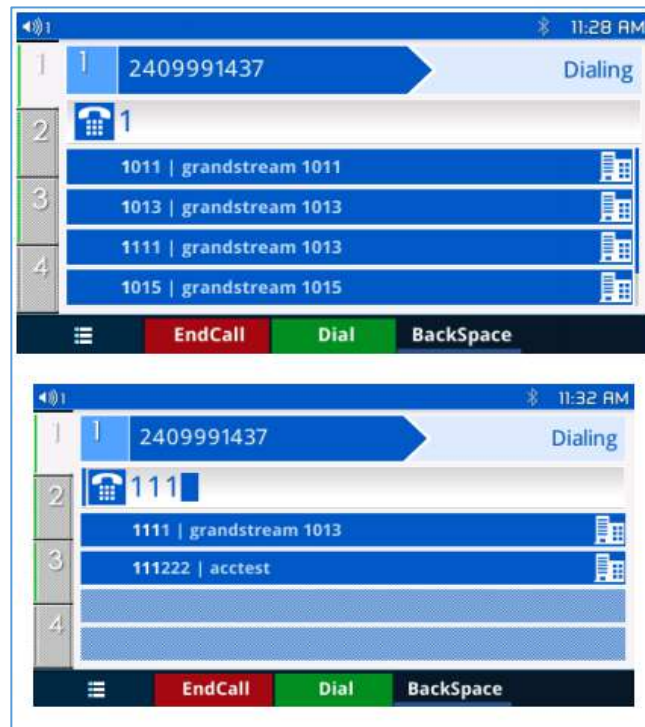 1 11:28 AM
1 1 2409991437 Dialing
2 1
1011 | grandstream 1011
3 1013 | grandstream 1013
1111 | grandstream 1013
4 1015 | grandstream 1015
EndCall Dial BackSpace
1 11:32 AM
1 1 2409991437 Dialing
2 111
1111 | grandstream 1013
3 111222 | acctest
4
EndCall Dial BackSpace